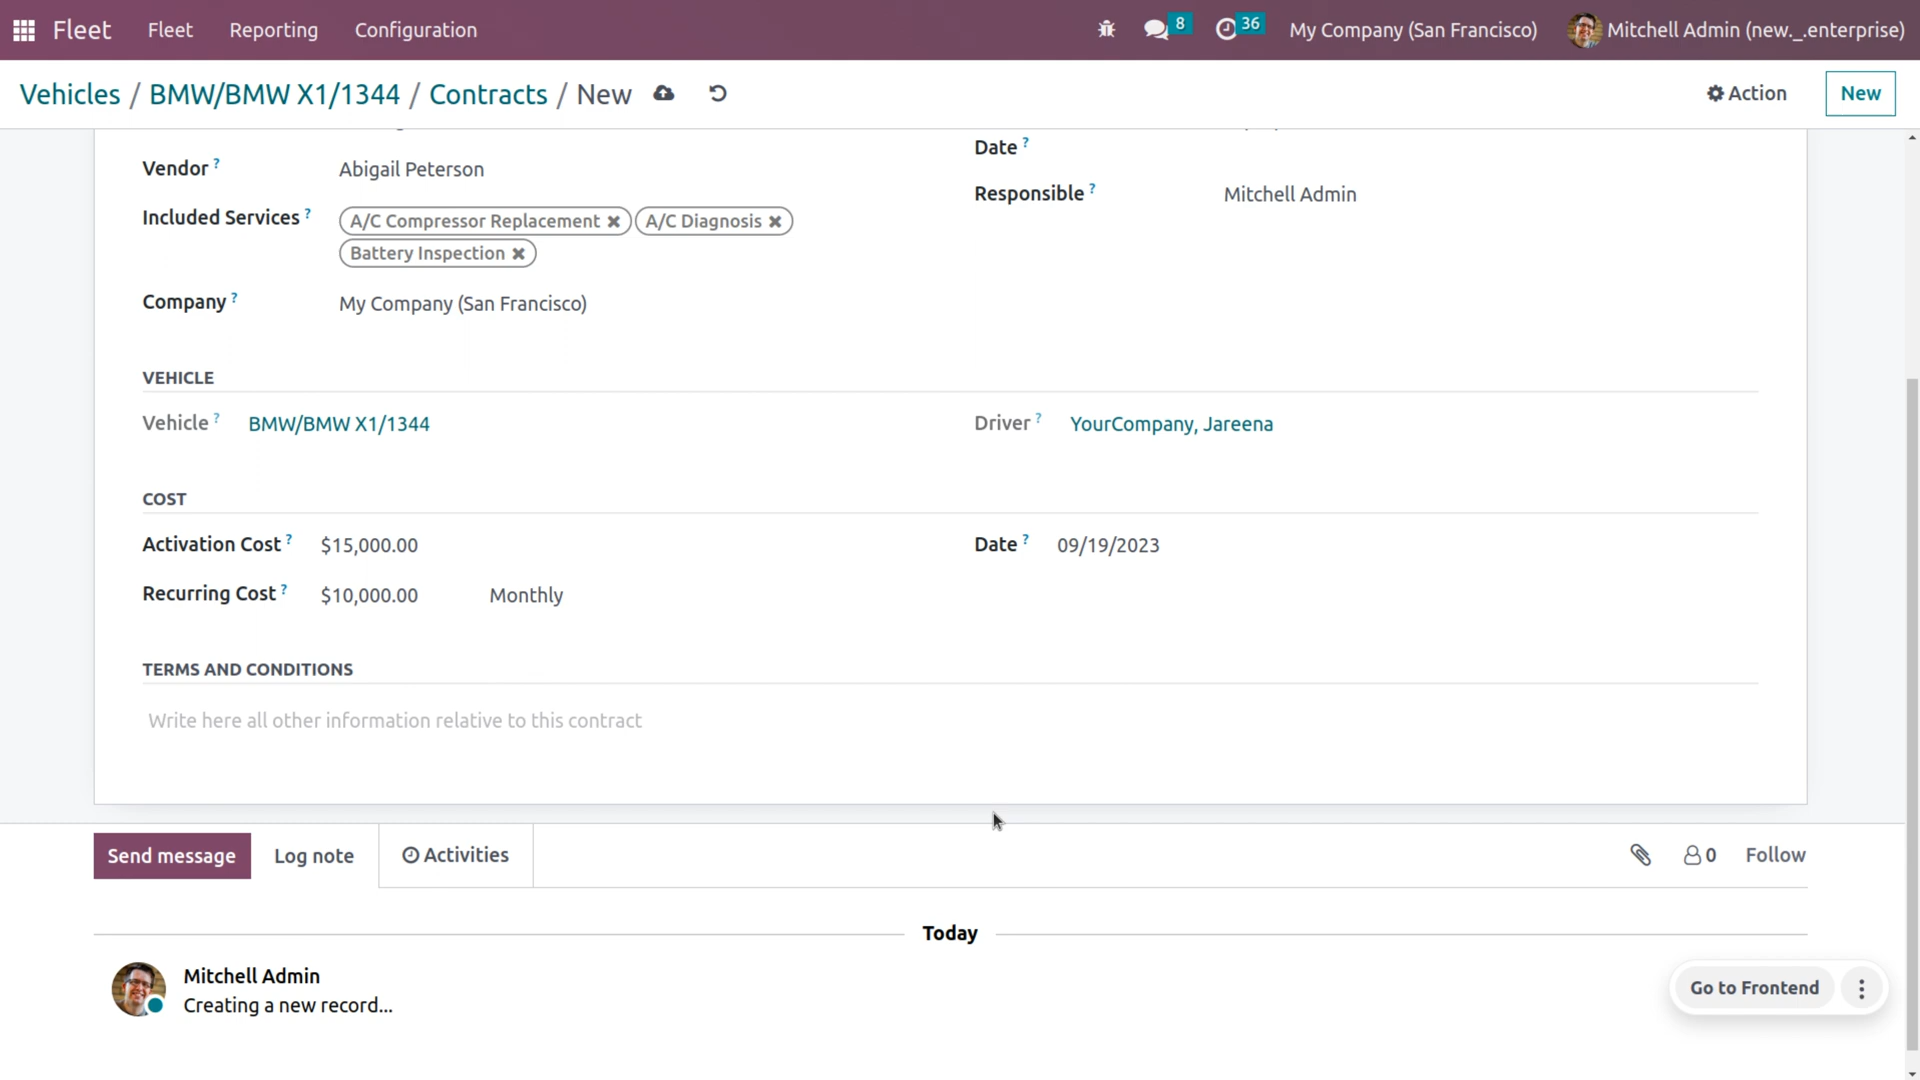 Fleet Fleet Reporting Configuration 8 36 My Company (San Francisco) Mitchell Admin (new._.enterprise)
Vehicles / BMW/BMW X1/1344 / Contracts / New Action New
Date ?
Vendor ? Abigail Peterson
Responsible ? Mitchell Admin
Included Services ? A/C Compressor Replacement A/C Diagnosis
Battery Inspection
Company ? My Company (San Francisco)
VEHICLE
Vehicle ? BMW/BMW X1/1344 Driver ? YourCompany, Jareena
COST
Activation Cost ? $15,000.00 Date ? 09/19/2023
Recurring Cost ? $10,000.00 Monthly
TERMS AND CONDITIONS
Write here all other information relative to this contract
Send message Log note Activities 0 Follow
Today
Mitchell Admin
Creating a new record...
Go to Frontend